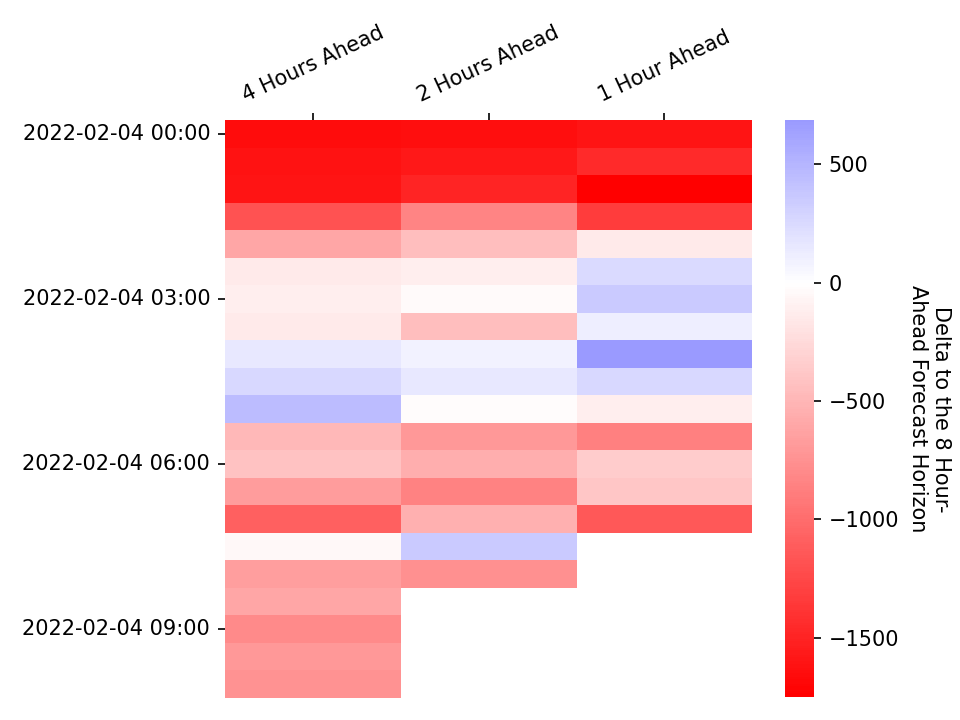 4 Hours Ahead
2 Hours Ahead
1 Hour Ahead
2022-02-04 00:00
2022-02-04 03:00
2022-02-04 06:00
2022-02-04 09:00
500
0
−500
−1000
−1500
Delta to the 8 Hour-
Ahead Forecast Horizon